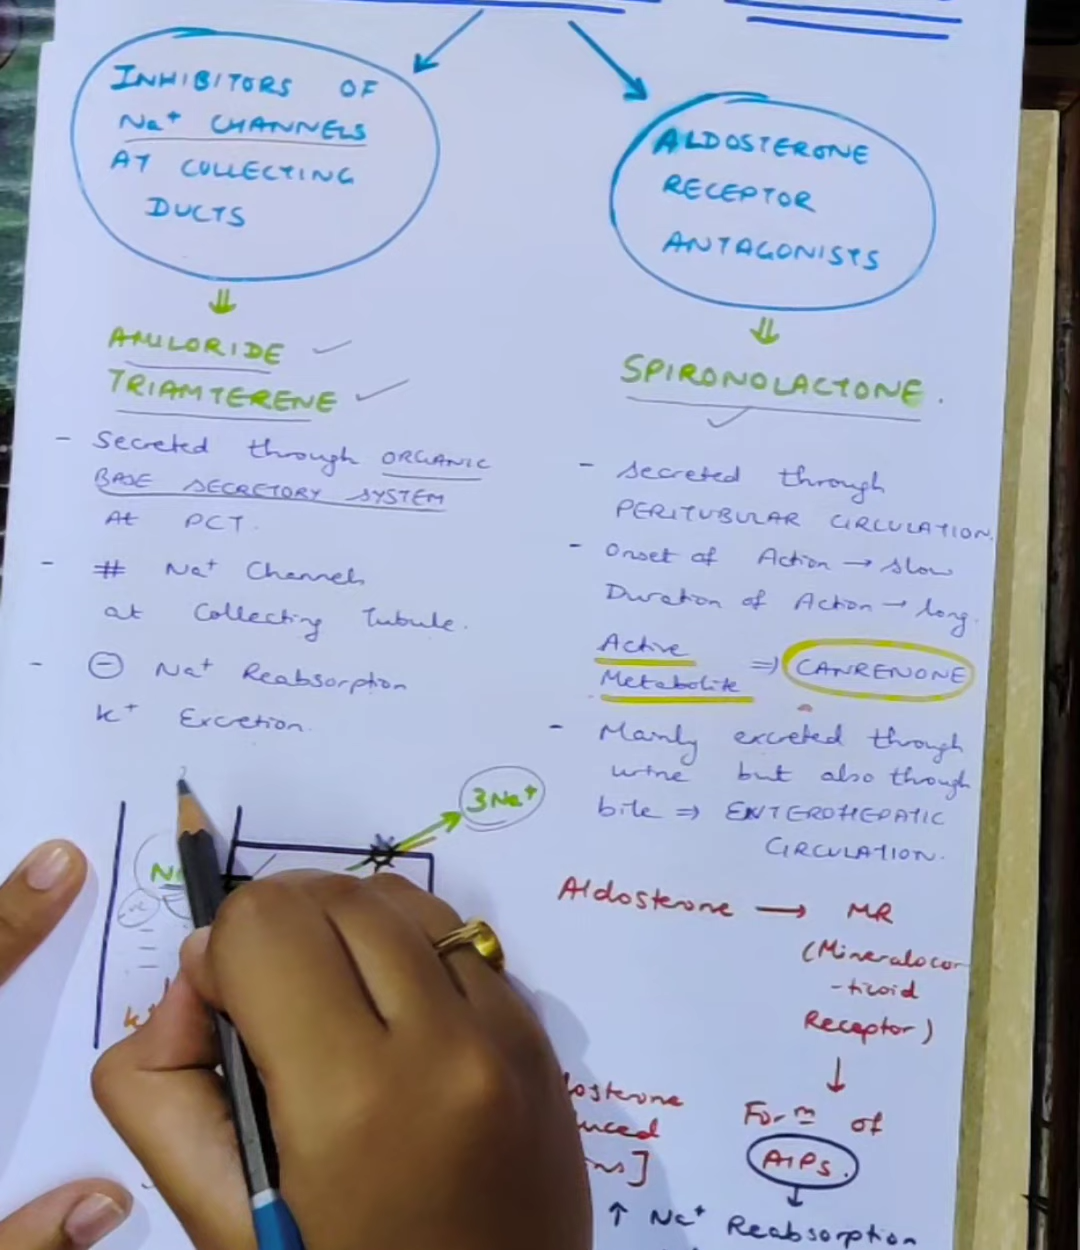 INHIBITORS OF
Na+ CHANNELS
AT COLLECTING
DUCTS
AMILORIDE
TRIAMTERENE
- Secreted through ORGANIC
BASE SECRETORY SYSTEM
At PCT.
- # Na+ Channels
at Collecting Tubule.
- ⊖ Na+ Reabsorption
K+ Excretion.
3Na+
ALDOSTERONE
RECEPTOR
ANTAGONISTS
SPIRONOLACTONE.
- secreted through
PERITUBULAR CIRCULATION.
- Onset of Action → slow
Duration of Action → long.
Active
Metabolite ⇒ CANRENONE
- Mainly excreted through
urine but also through
bile ⇒ ENTEROHEPATIC
CIRCULATION.
Aldosterone → MR
(Mineralocor
-ticoid
Receptor)
↓
Form of
AIPs.
↑ Na+ Reabsorption